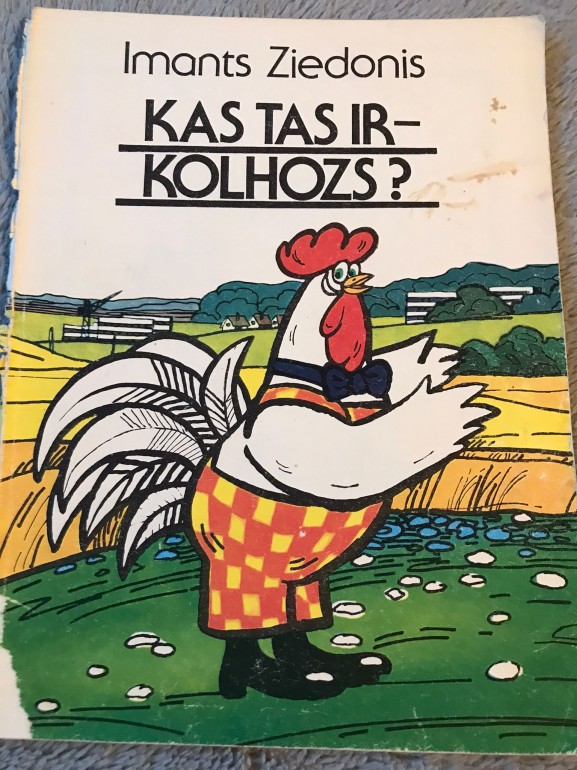 Imants Ziedonis
KAS TAS IR–
KOLHOZS?